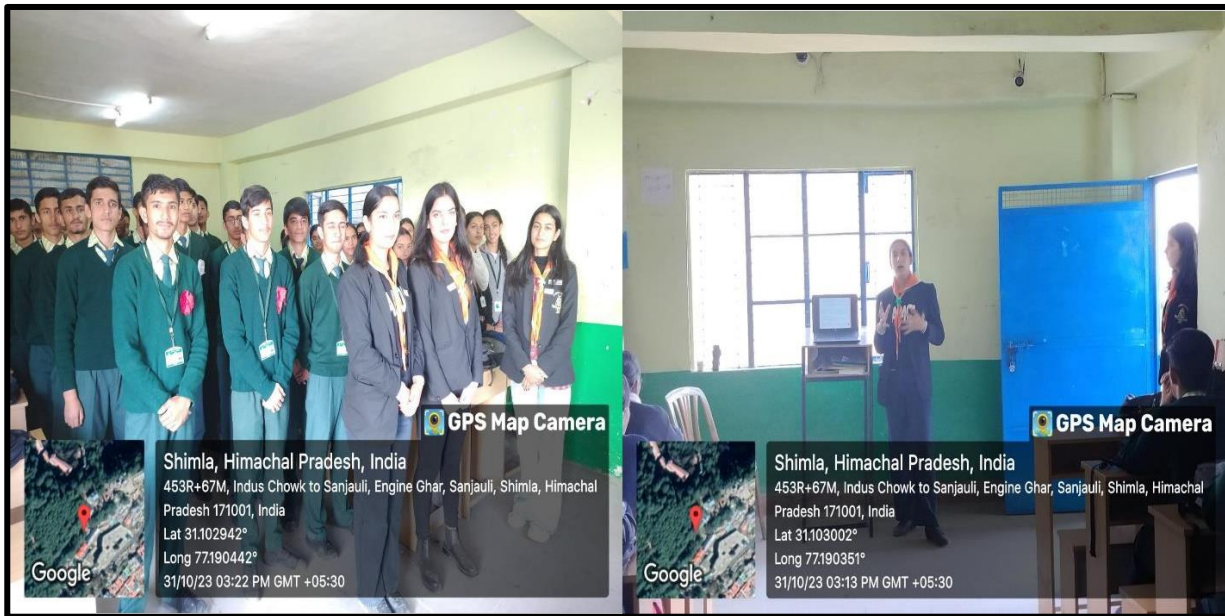 GPS Map Camera
Shimla, Himachal Pradesh, India
453R+67M, Indus Chowk to Sanjauli, Engine Ghar, Sanjauli, Shimla, Himachal
Pradesh 171001, India
Lat 31.102942°
Long 77.190442°
31/10/23 03:22 PM GMT +05:30
Google
GPS Map Camera
Shimla, Himachal Pradesh, India
453R+67M, Indus Chowk to Sanjauli, Engine Ghar, Sanjauli, Shimla, Himachal
Pradesh 171001, India
Lat 31.103002°
Long 77.190351°
31/10/23 03:13 PM GMT +05:30
Google